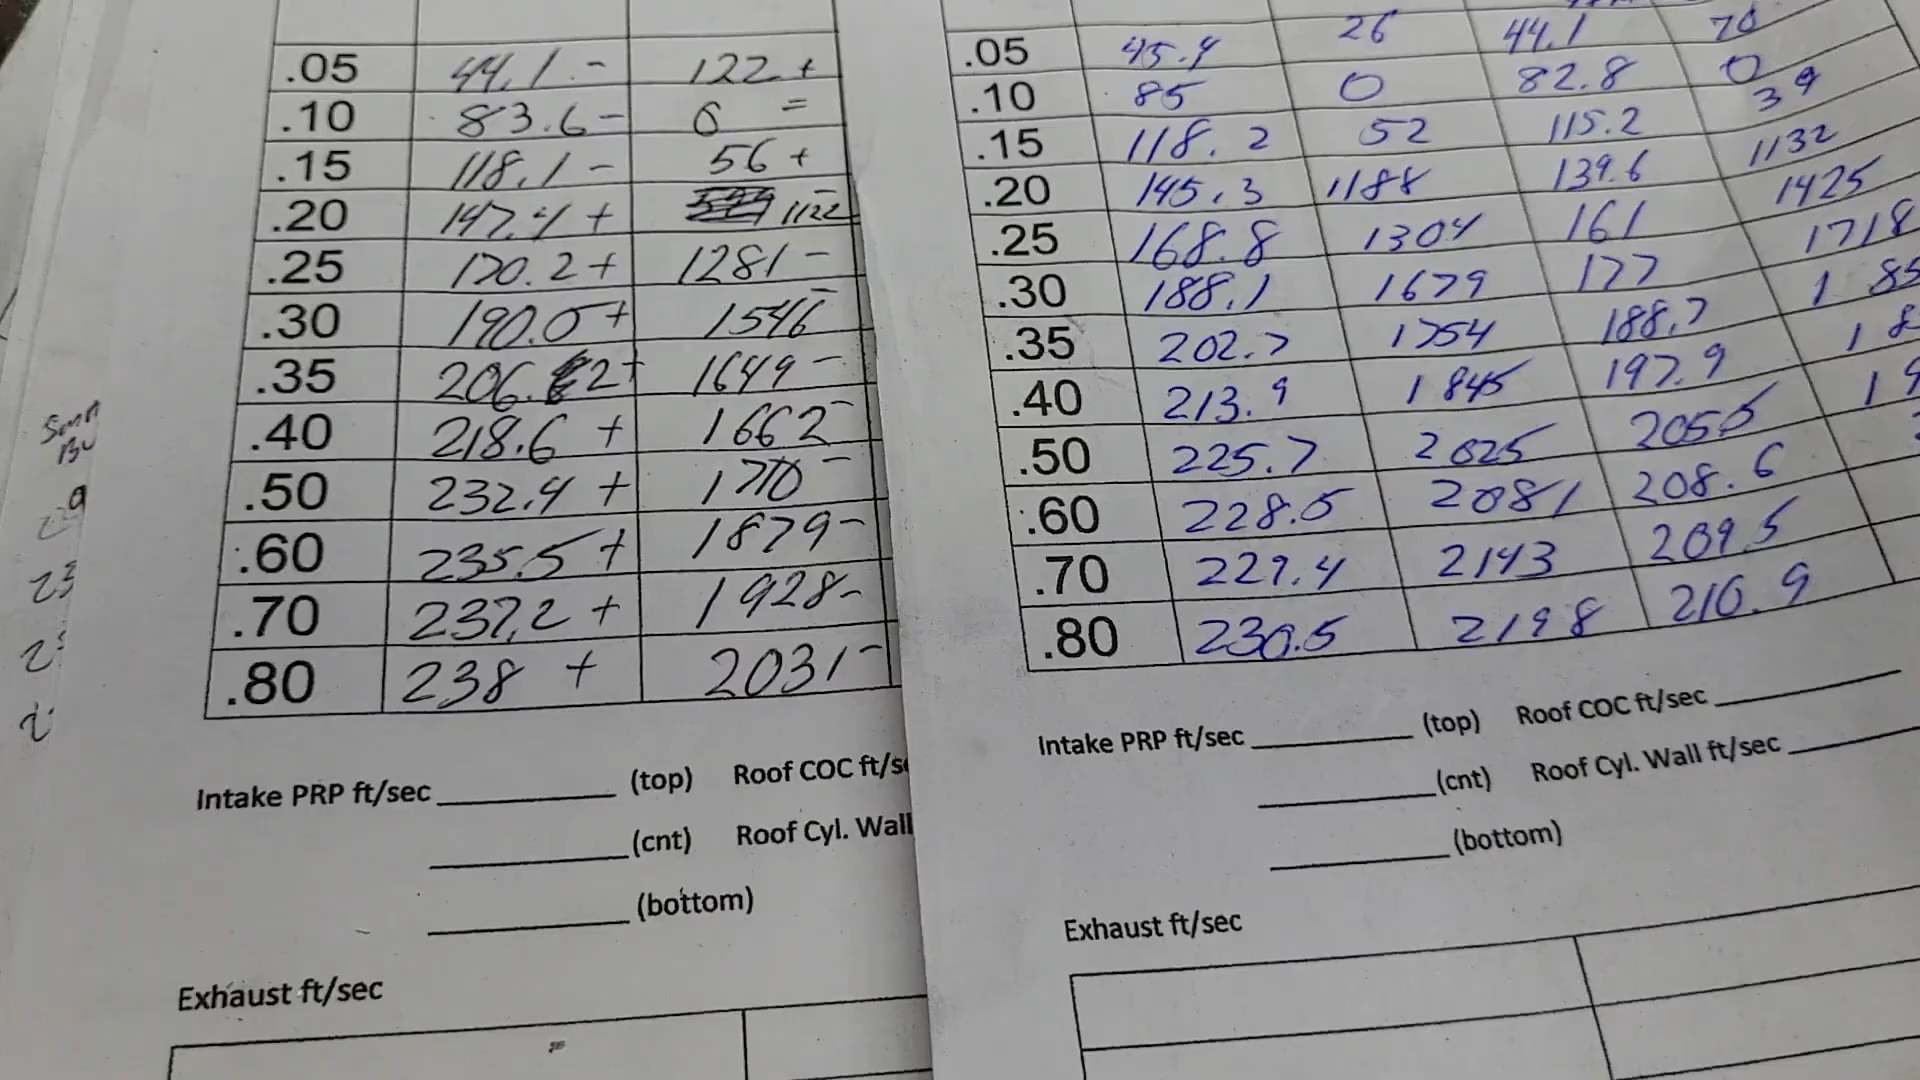 .05 44.1 - 122 +
.10 83.6 - 0 =
.15 118.1 - 56 +
.20 147.4 + 1122 -
.25 170.2 + 1281 -
.30 190.0 + 1546 -
.35 206.2 + 1649 -
.40 218.6 + 1662 -
.50 232.4 + 1710 -
.60 235.5 + 1879 -
.70 237.2 + 1928 -
.80 238 + 2031 -
Intake PRP ft/sec (top) Roof COC ft/s
(cnt) Roof Cyl. Wall
(bottom)
Exhaust ft/sec
.05 45.4 26 44.1 70
.10 85 0 82.8 0
.15 118.2 52 115.2 39
.20 145.3 1188 139.6 1132
.25 168.8 1304 161 1425
.30 188.1 1679 177 1718
.35 202.7 1754 188.7
.40 213.9 1845 197.9
.50 225.7 2025 205.5
.60 228.5 2081 208.6
.70 229.4 2143 209.5
.80 230.5 2198 210.9
Intake PRP ft/sec (top) Roof COC ft/sec
(cnt) Roof Cyl. Wall ft/sec
(bottom)
Exhaust ft/sec